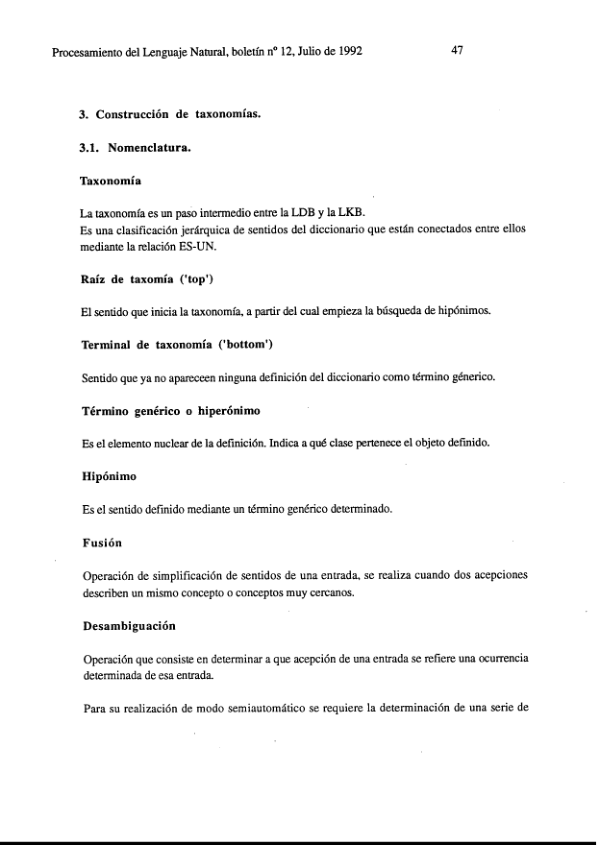 Procesamiento del Lenguaje Natural, boletín nº 12, Julio de 1992 47
3. Construcción de taxonomías.
3.1. Nomenclatura.
Taxonomía
La taxonomía es un paso intermedio entre la LDB y la LKB.
Es una clasificación jerárquica de sentidos del diccionario que están conectados entre ellos
mediante la relación ES-UN.
Raíz de taxomía ('top')
El sentido que inicia la taxonomía, a partir del cual empieza la búsqueda de hipónimos.
Terminal de taxonomía ('bottom')
Sentido que ya no apareceen ninguna definición del diccionario como término génerico.
Término genérico o hiperónimo
Es el elemento nuclear de la definición. Indica a qué clase pertenece el objeto definido.
Hipónimo
Es el sentido definido mediante un término genérico determinado.
Fusión
Operación de simplificación de sentidos de una entrada, se realiza cuando dos acepciones
describen un mismo concepto o conceptos muy cercanos.
Desambiguación
Operación que consiste en determinar a que acepción de una entrada se refiere una ocurrencia
determinada de esa entrada.
Para su realización de modo semiautomático se requiere la determinación de una serie de